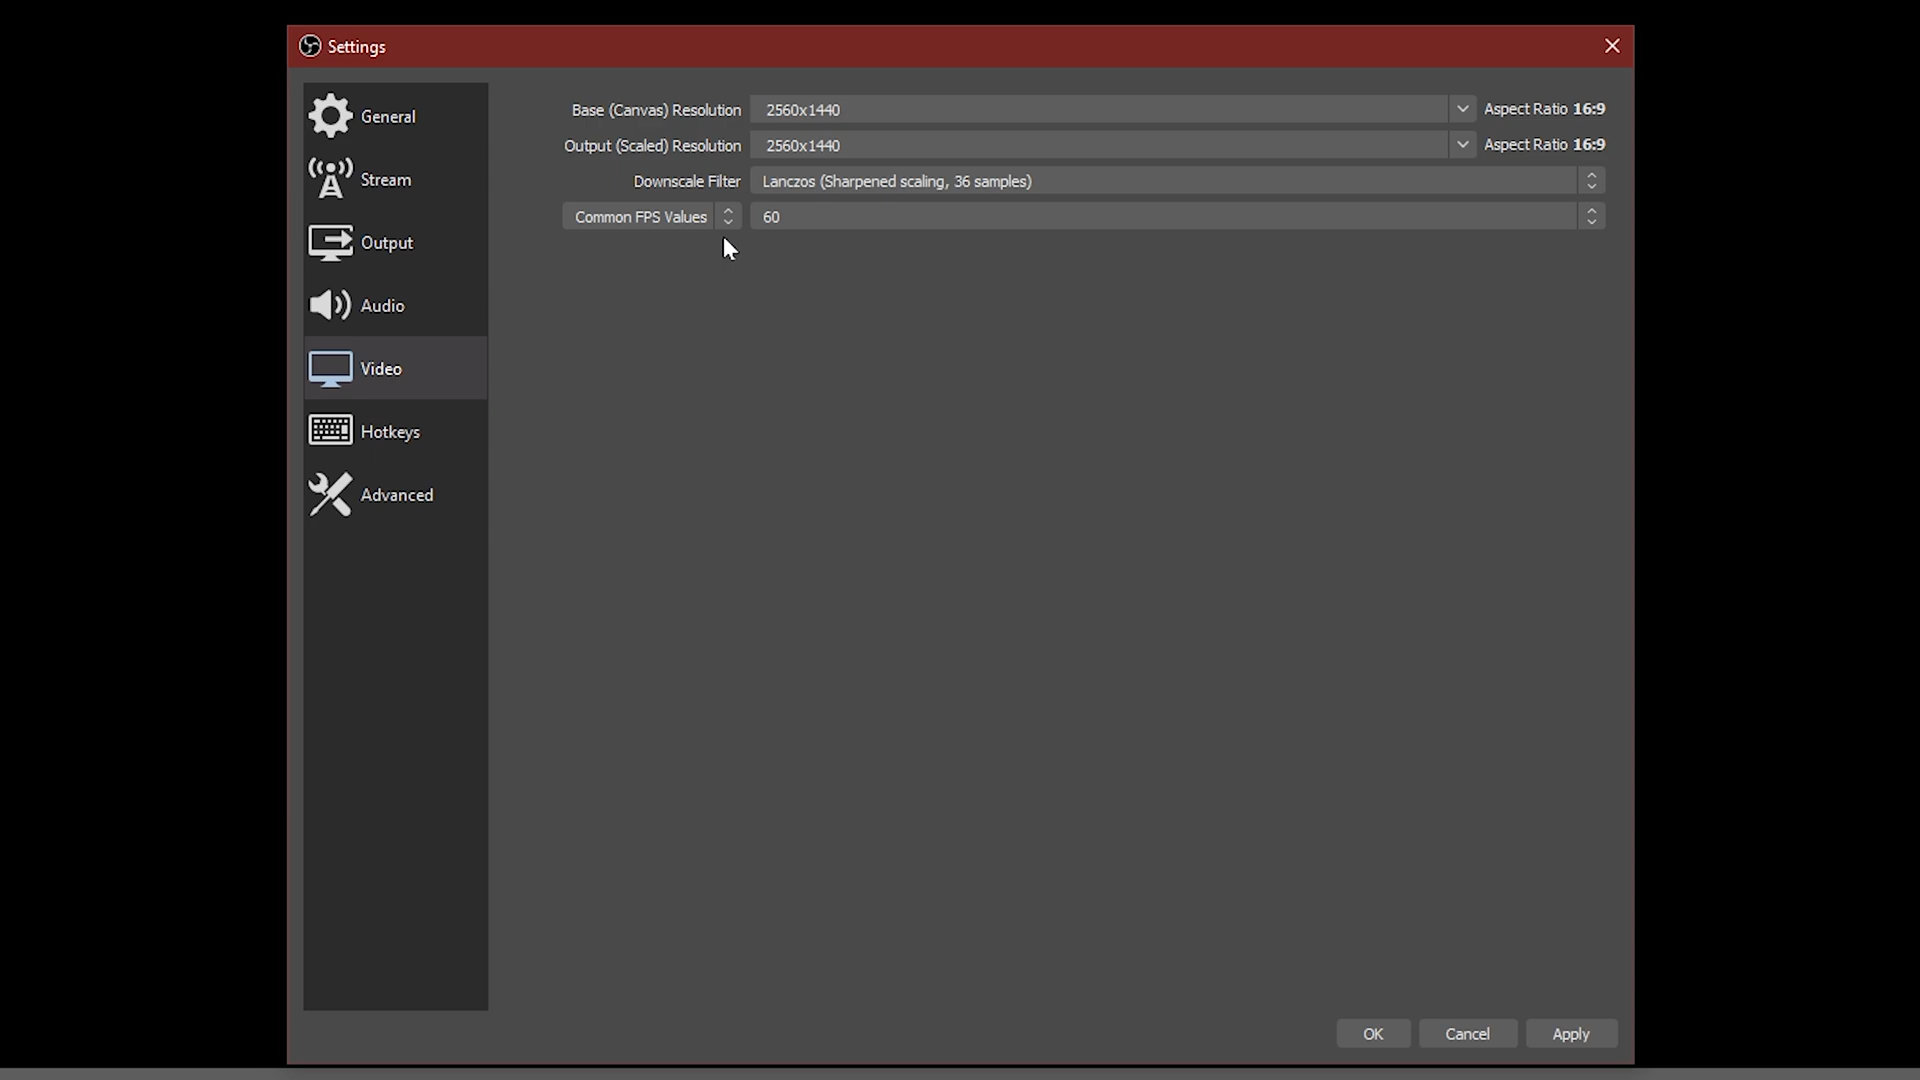 Settings
General
Stream
Output
Audio
Video
Hotkeys
Advanced
Base (Canvas) Resolution 2560x1440 Aspect Ratio 16:9
Output (Scaled) Resolution 2560x1440 Aspect Ratio 16:9
Downscale Filter Lanczos (Sharpened scaling, 36 samples)
Common FPS Values 60
OK Cancel Apply